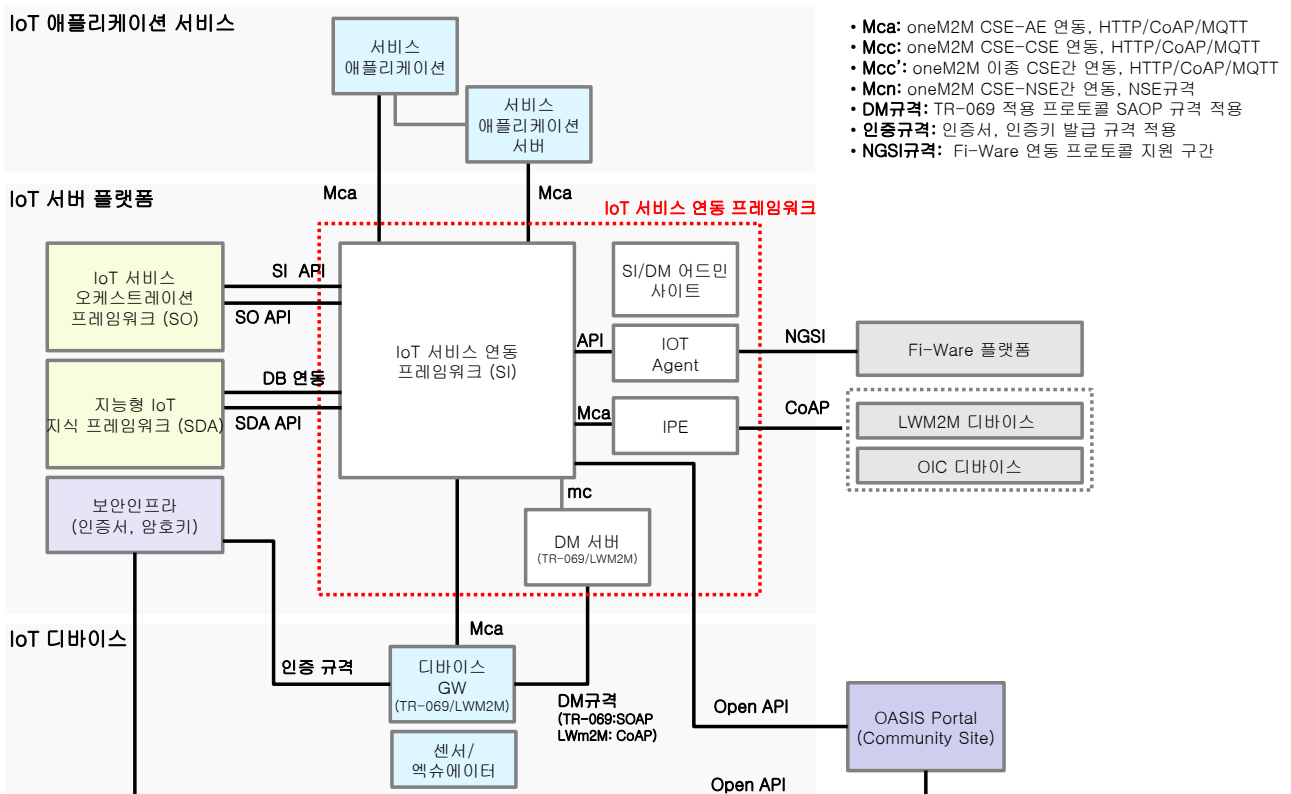 IoT 애플리케이션 서비스
서비스
애플리케이션
서비스
애플리케이션
서버
• Mca: oneM2M CSE-AE 연동, HTTP/CoAP/MQTT
• Mcc: oneM2M CSE-CSE 연동, HTTP/CoAP/MQTT
• Mcc’: oneM2M 이종 CSE간 연동, HTTP/CoAP/MQTT
• Mcn: oneM2M CSE-NSE간 연동, NSE규격
• DM규격: TR-069 적용 프로토콜 SAOP 규격 적용
• 인증규격: 인증서, 인증키 발급 규격 적용
• NGSI규격: Fi-Ware 연동 프로토콜 지원 구간
Mca
Mca
IoT 서버 플랫폼
IoT 서비스 연동 프레임워크
IoT 서비스
오케스트레이션
프레임워크 (SO)
SI API
SO API
지능형 IoT
지식 프레임워크 (SDA)
DB 연동
SDA API
보안인프라
(인증서, 암호키)
IoT 서비스 연동
프레임워크 (SI)
SI/DM 어드민
사이트
API
IOT
Agent
NGSI
Fi-Ware 플랫폼
Mca
IPE
CoAP
LWM2M 디바이스
OIC 디바이스
mc
DM 서버
(TR-069/LWM2M)
IoT 디바이스
Mca
인증 규격
디바이스
GW
(TR-069/LWM2M)
DM규격
(TR-069:SOAP
LWm2M: CoAP)
센서/
엑슈에이터
Open API
OASIS Portal
(Community Site)
Open API